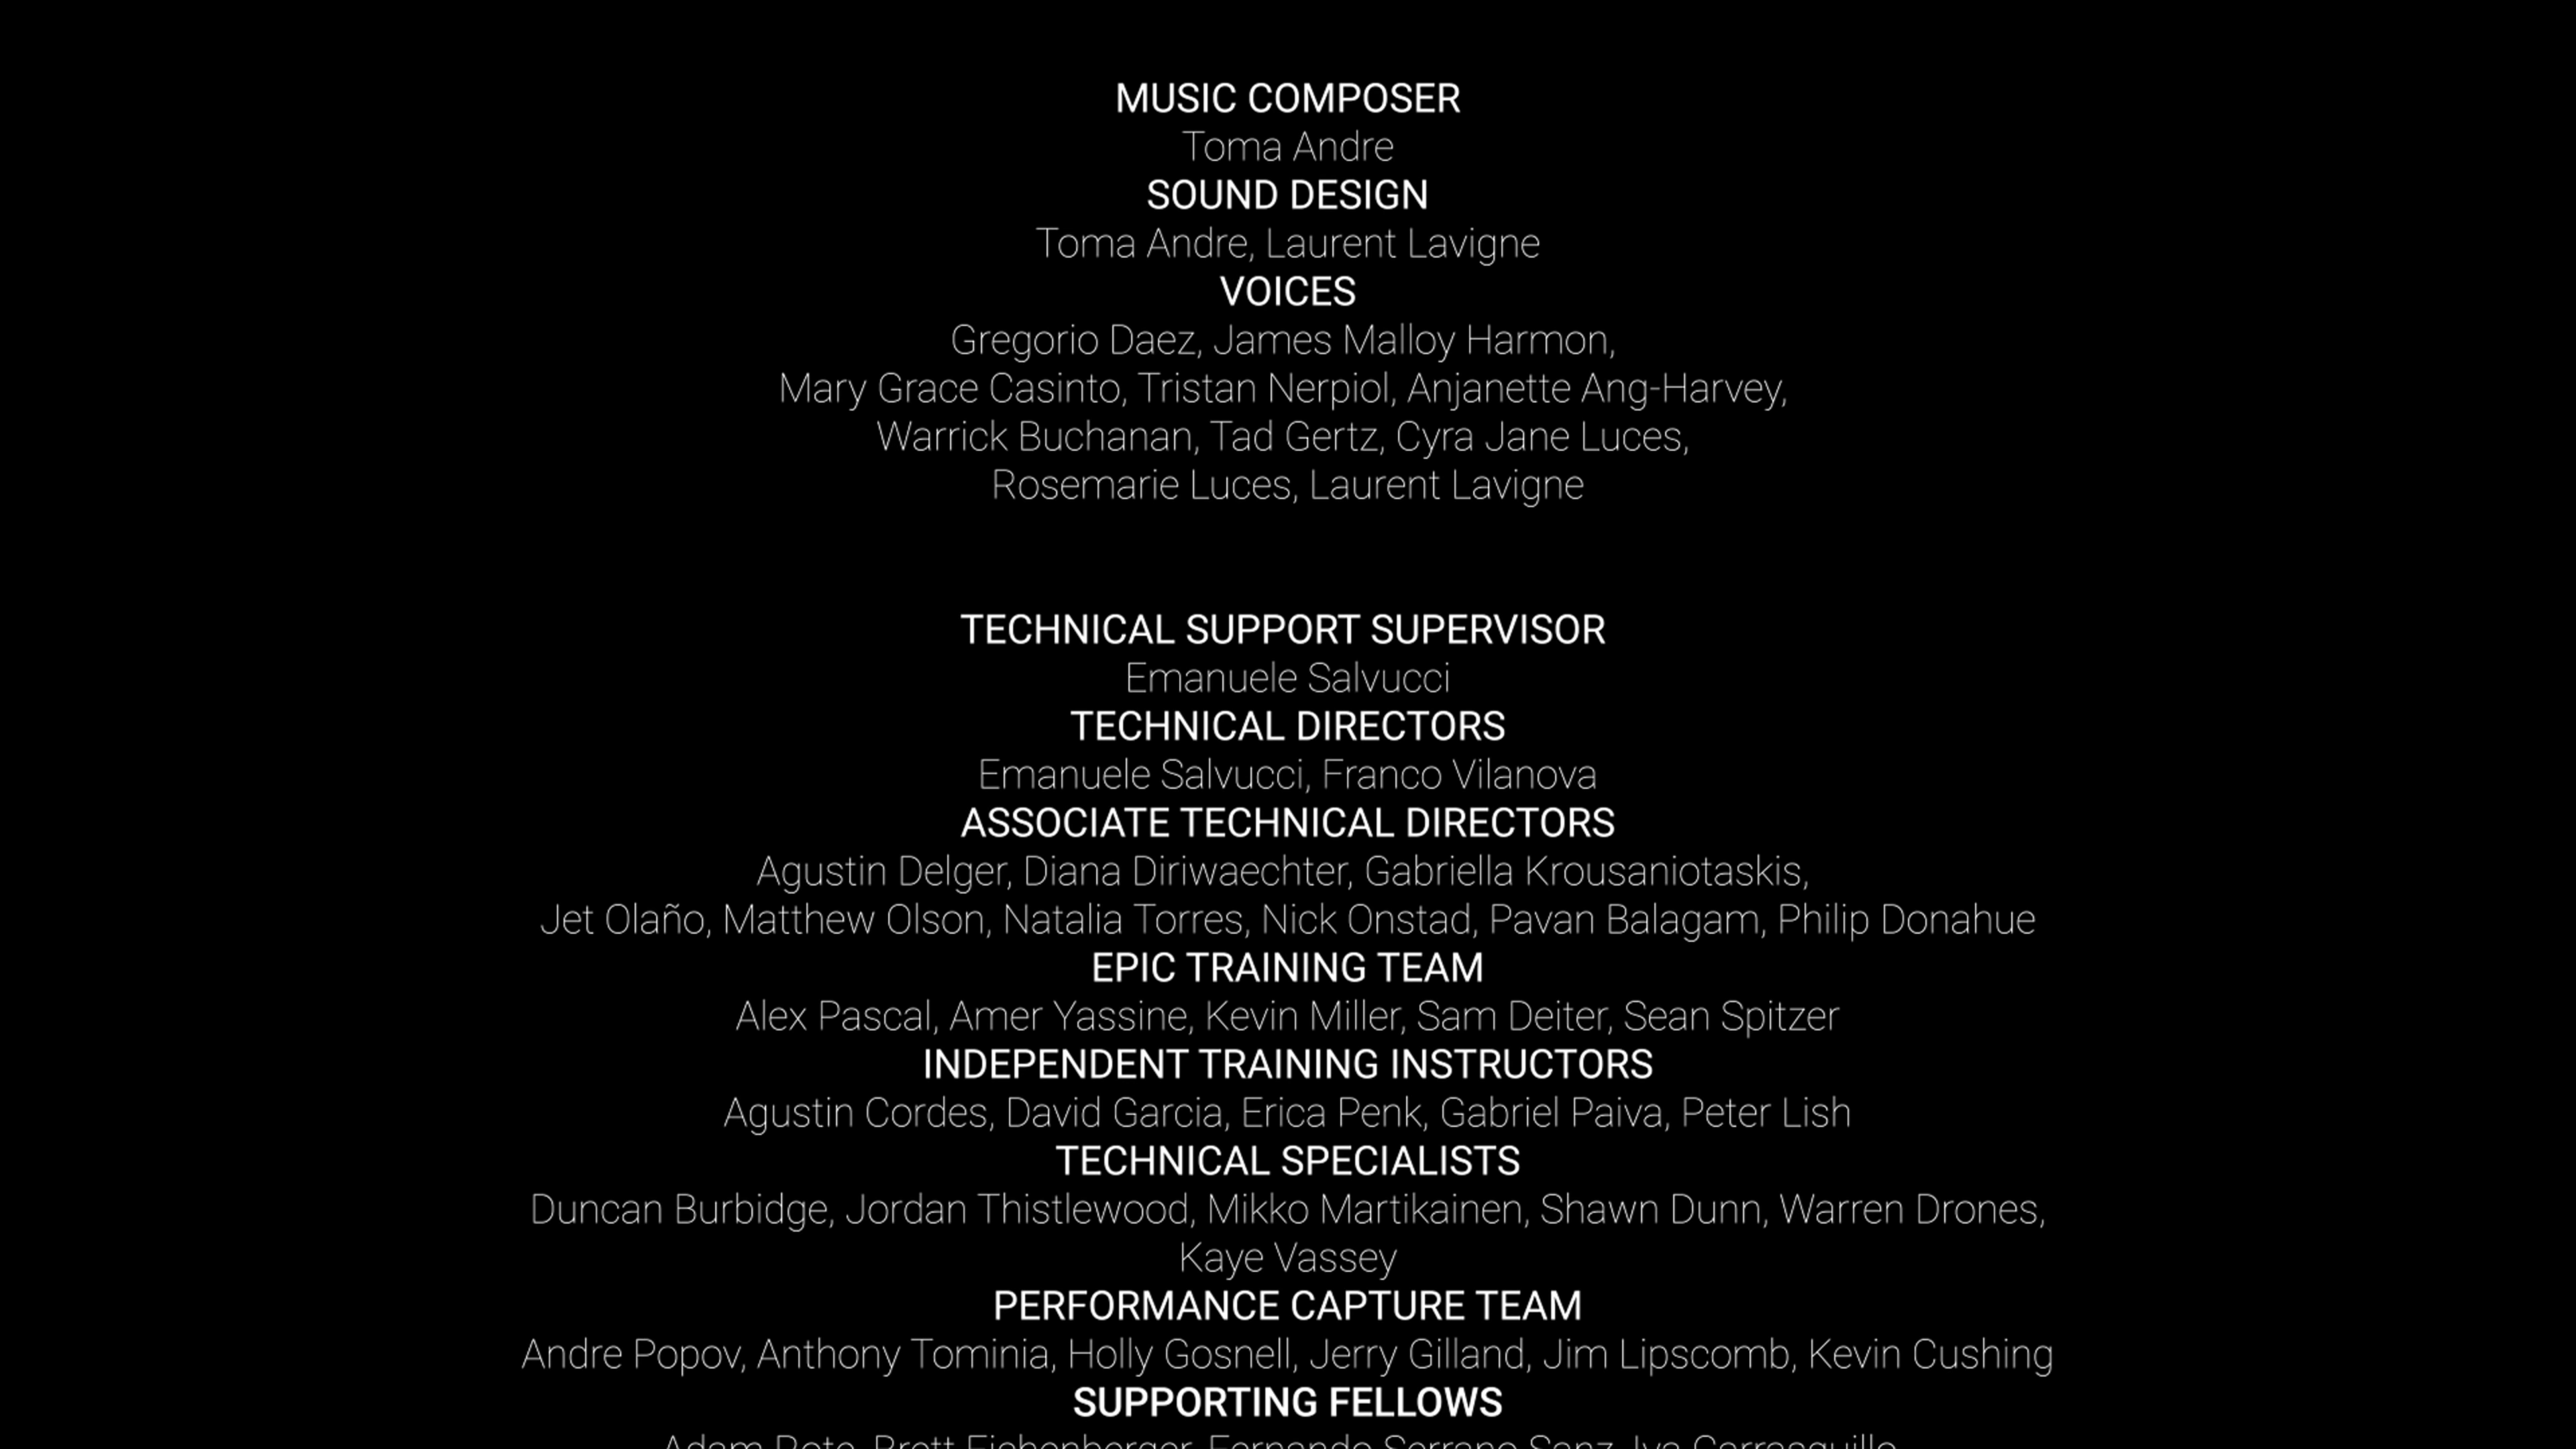 MUSIC COMPOSER
Toma Andre
SOUND DESIGN
Toma Andre, Laurent Lavigne
VOICES
Gregorio Daez, James Malloy Harmon,
Mary Grace Casinto, Tristan Nerpiol, Anjanette Ang-Harvey,
Warrick Buchanan, Tad Gertz, Cyra Jane Luces,
Rosemarie Luces, Laurent Lavigne
TECHNICAL SUPPORT SUPERVISOR
Emanuele Salvucci
TECHNICAL DIRECTORS
Emanuele Salvucci, Franco Vilanova
ASSOCIATE TECHNICAL DIRECTORS
Agustin Delger, Diana Diriwaechter, Gabriella Krousaniotaskis,
Jet Olaño, Matthew Olson, Natalia Torres, Nick Onstad, Pavan Balagam, Philip Donahue
EPIC TRAINING TEAM
Alex Pascal, Amer Yassine, Kevin Miller, Sam Deiter, Sean Spitzer
INDEPENDENT TRAINING INSTRUCTORS
Agustin Cordes, David Garcia, Erica Penk, Gabriel Paiva, Peter Lish
TECHNICAL SPECIALISTS
Duncan Burbidge, Jordan Thistlewood, Mikko Martikainen, Shawn Dunn, Warren Drones,
Kaye Vassey
PERFORMANCE CAPTURE TEAM
Andre Popov, Anthony Tominia, Holly Gosnell, Jerry Gilland, Jim Lipscomb, Kevin Cushing
SUPPORTING FELLOWS